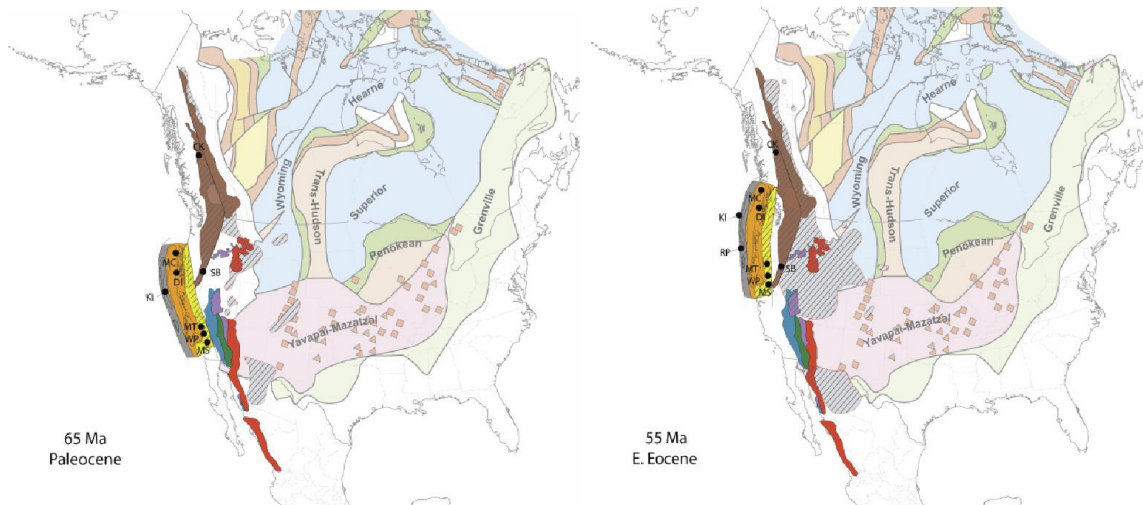 CK
Hearne
Wyoming
Trans-Hudson
Superior
Grenville
Penokean
Yavapai-Mazatzal
MC
DI
KI
SB
MT
WP
MS
65 Ma
Paleocene
CK
Hearne
Wyoming
Trans-Hudson
Superior
Grenville
Penokean
Yavapai-Mazatzal
MC
DI
KI
RP
SB
MT
WP
MS
55 Ma
E. Eocene